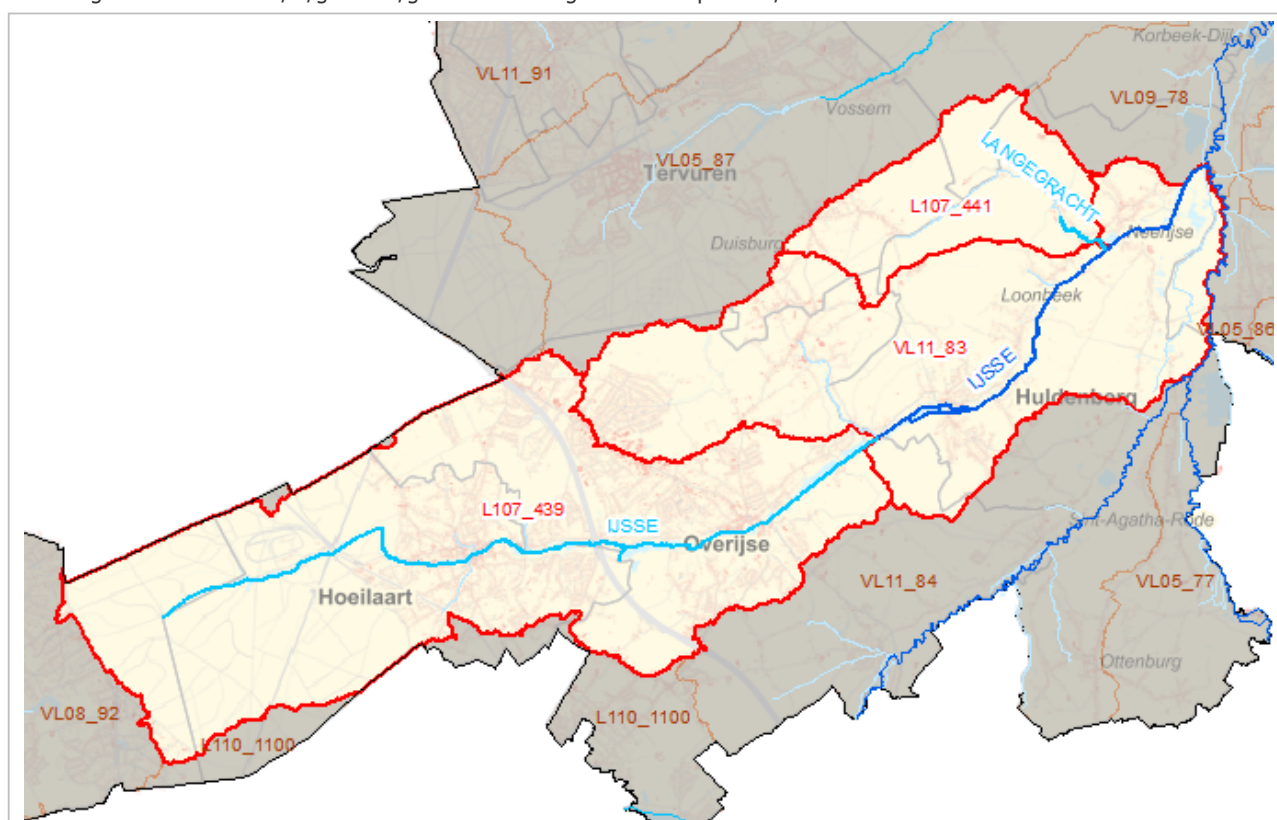 Korbeek-Dijl
VL11_91
VL09_78
Vossem
LANGEGRACHT
VL05_87
Tervuren
L107_441
Duisburg
Neerijse
Loonbeek
VL05_86
VL11_83
IJSSE
Huldenberg
L107_439
IJSSE
Overijse
Sint-Agatha-Rode
VL11_84
VL05_77
Hoeilaart
Ottenburg
VL08_92
L110_1100
L110_1100